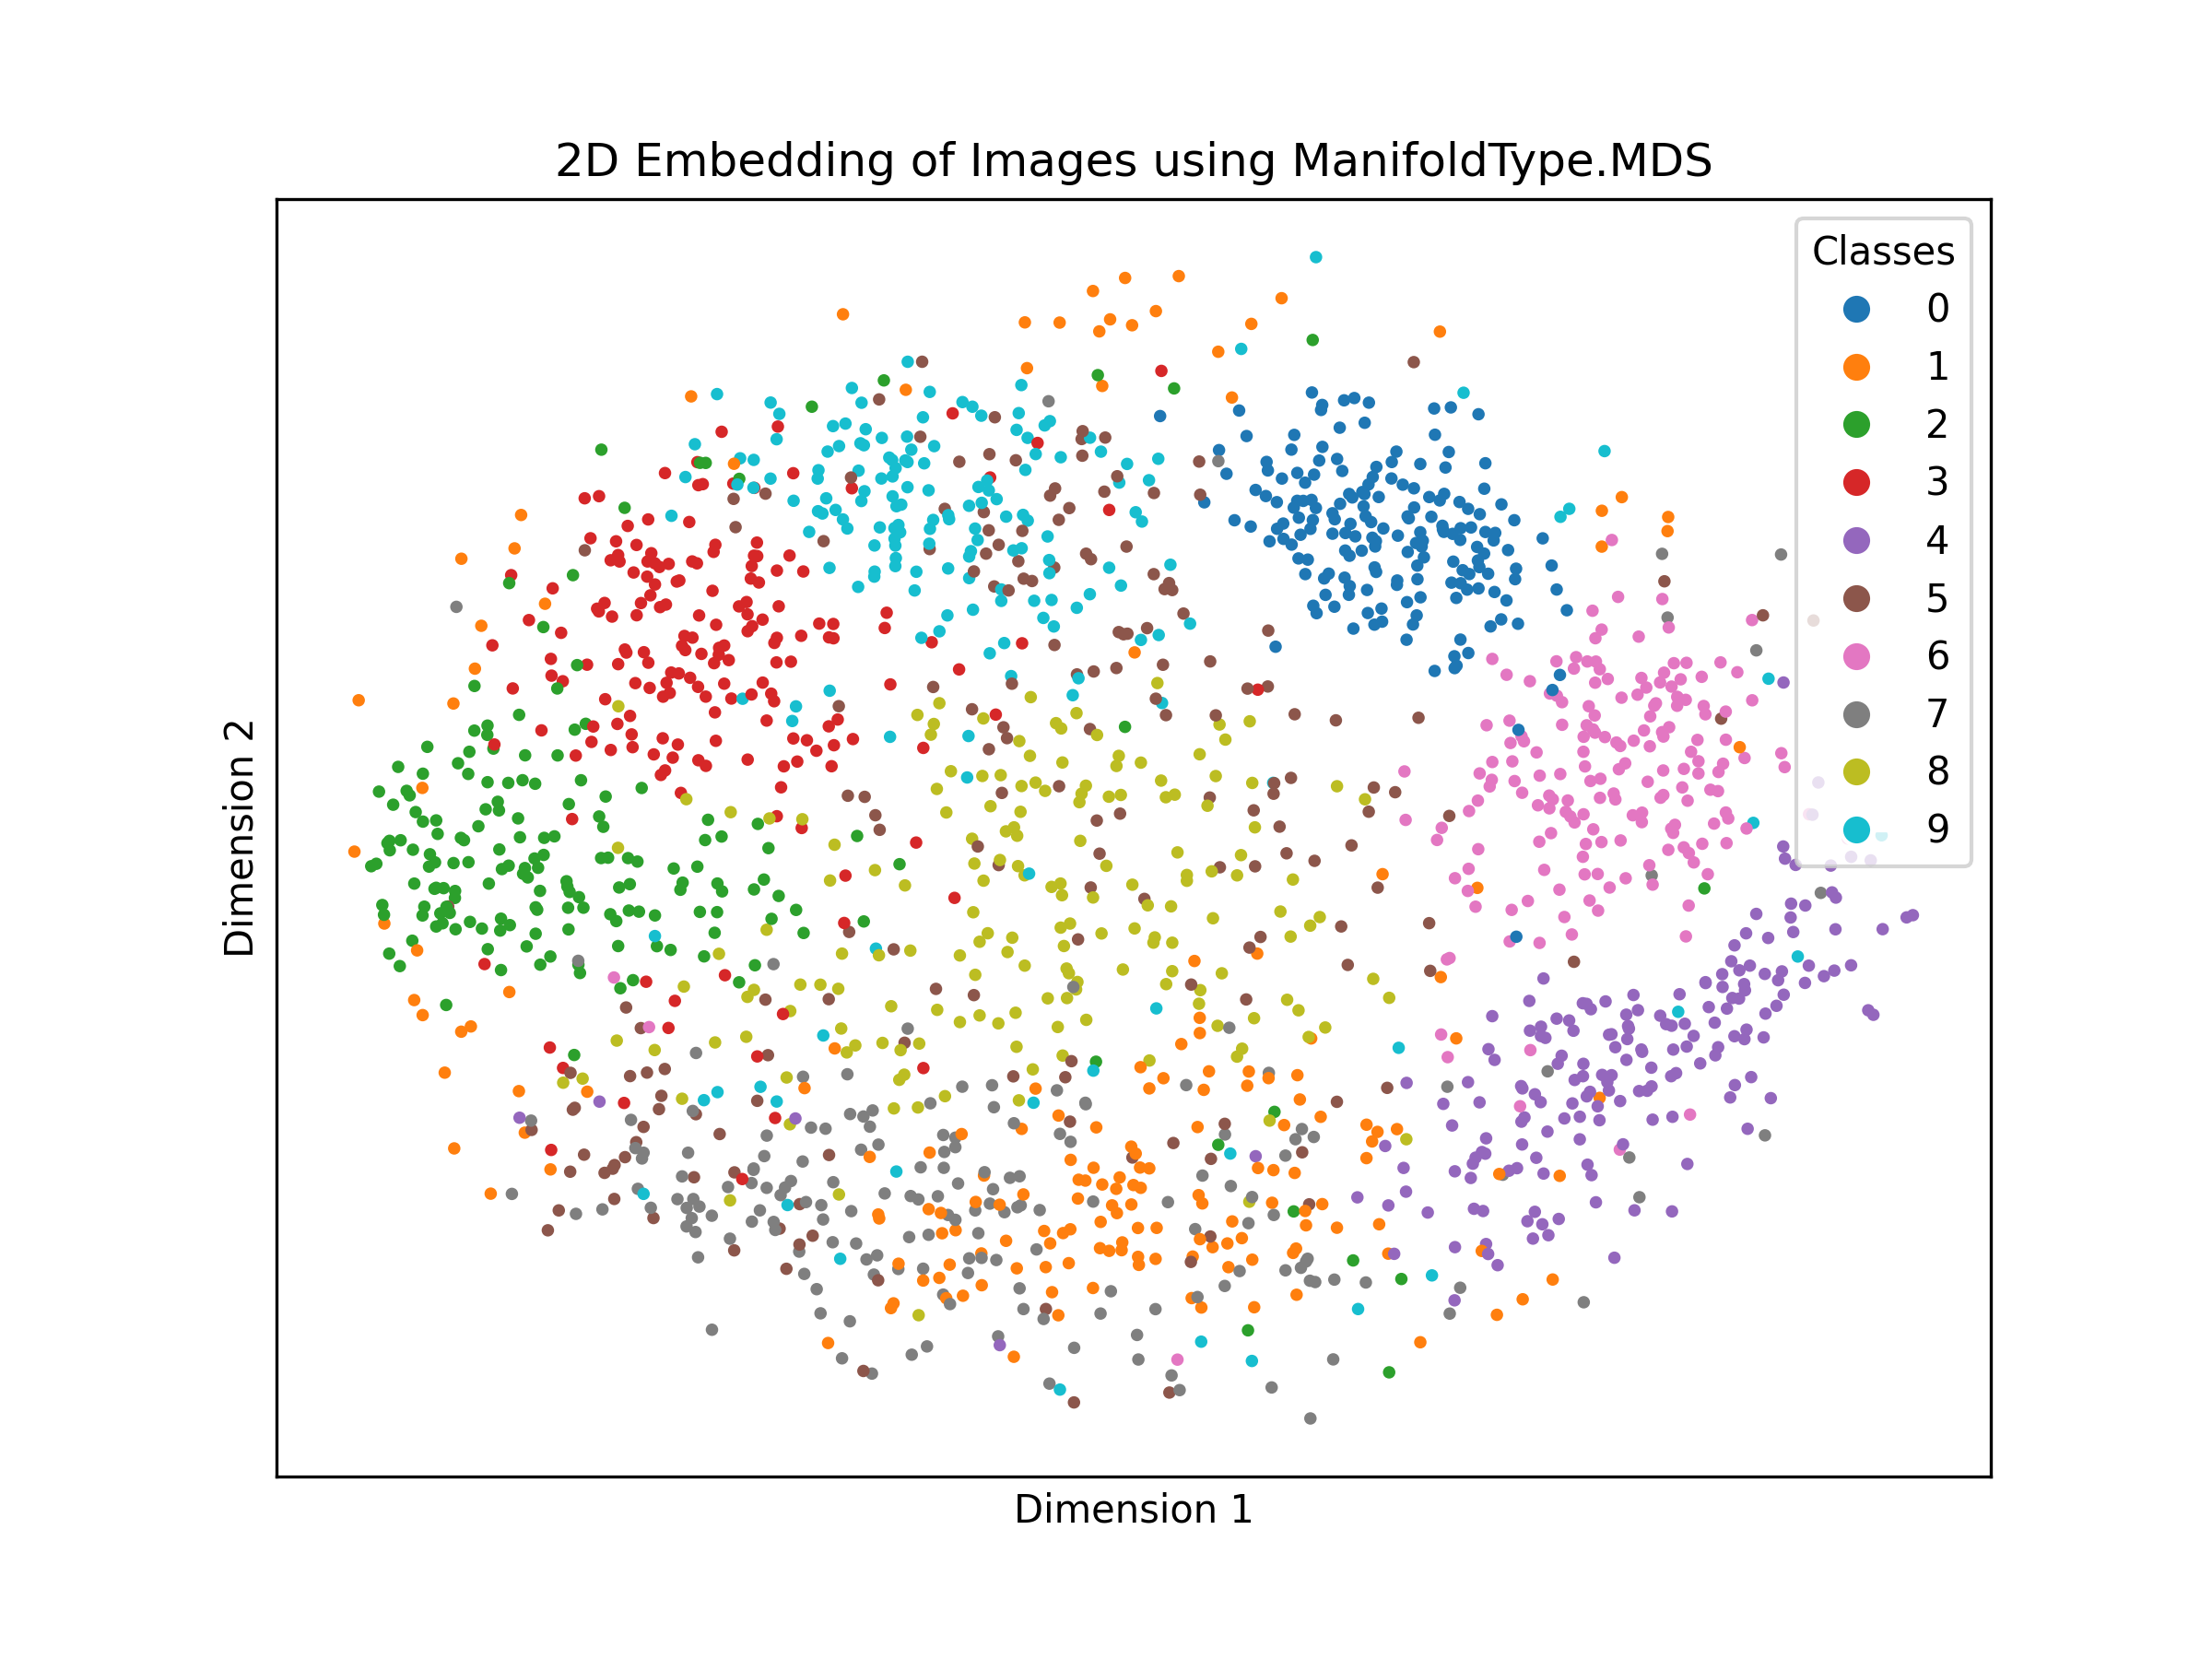 2D Embedding of Images using ManifoldType.MDS
Classes
0
1
2
3
4
5
6
7
8
9
Dimension 2
Dimension 1